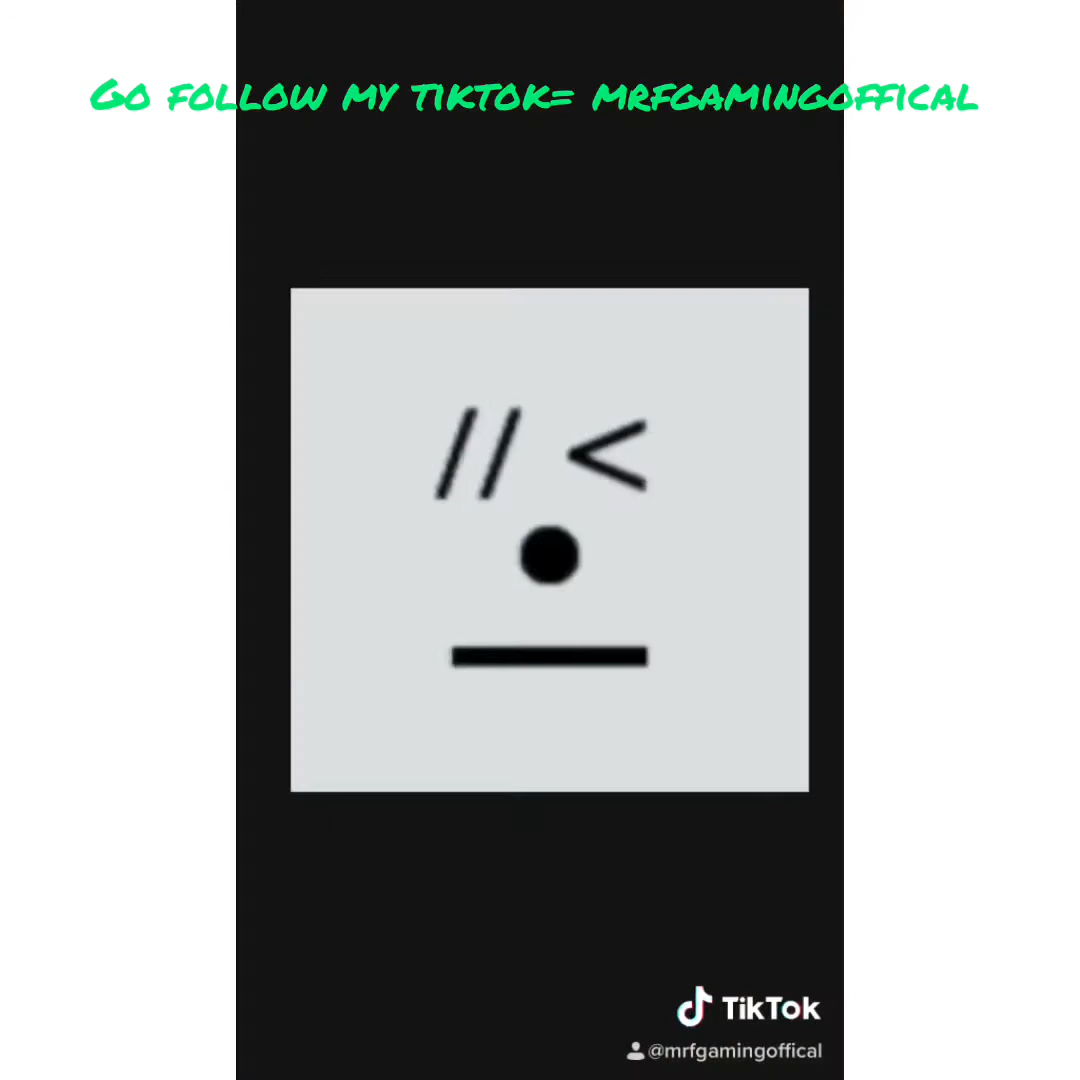 Go follow my tiktok= mrfgamingoffical
// <
●
—
TikTok
@mrfgamingoffical